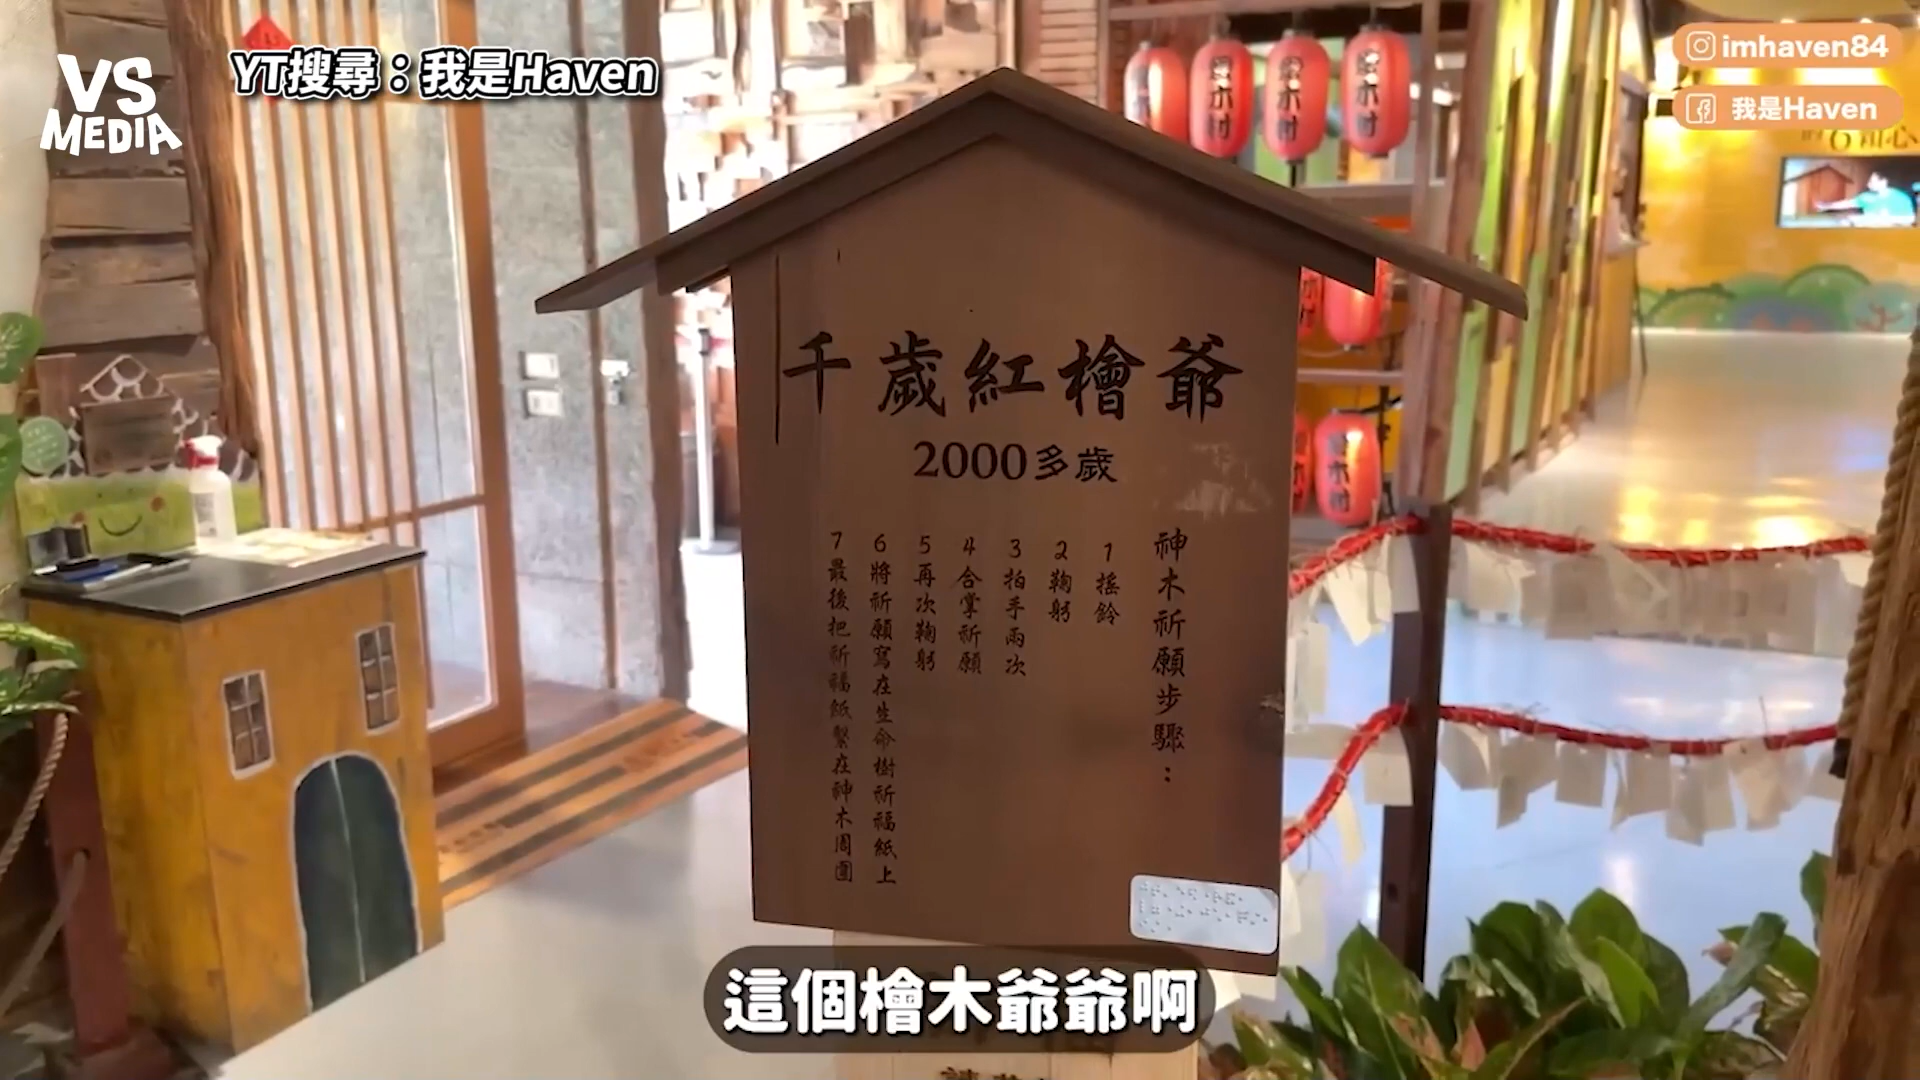 VS
MEDIA
YT搜尋：我是Haven
imhaven84
我是Haven
千歲紅檜爺
2000多歲
神木祈願步驟：
1搖鈴
2鞠躬
3拍手兩次
4合掌祈願
5再次鞠躬
6將祈願寫在生命樹祈福紙上
7最後把祈福紙繫在神木周圍
這個檜木爺爺啊